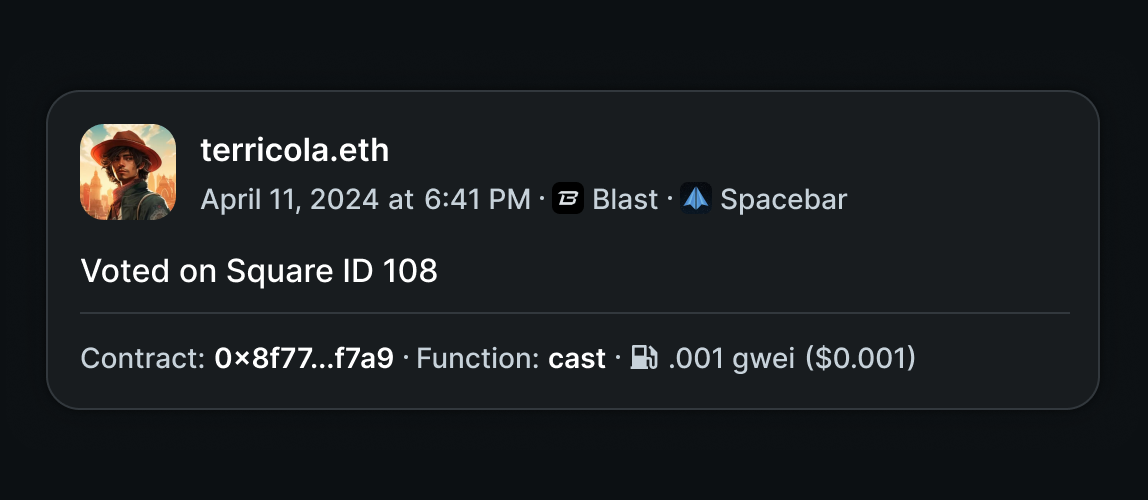 terricola.eth
April 11, 2024 at 6:41 PM · Blast · Spacebar
Voted on Square ID 108
Contract: 0×8f77...f7a9 · Function: cast · .001 gwei ($0.001)